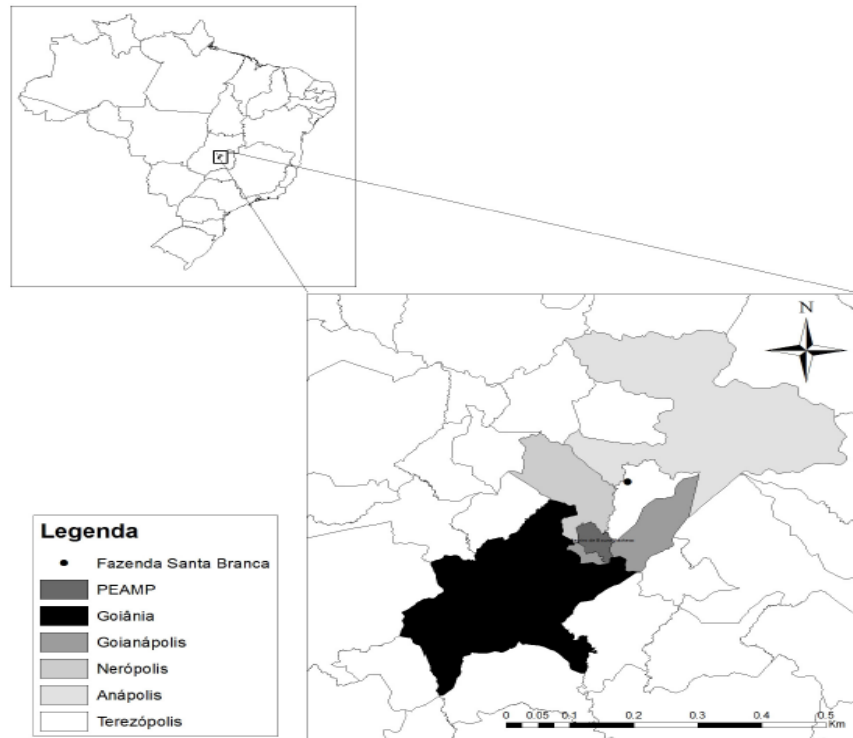 N
Legenda
Fazenda Santa Branca
PEAMP
Goiânia
Goianápolis
Nerópolis
Anápolis
Terezópolis
0 0.05 0.1 0.2 0.3 0.4 0.5
Km